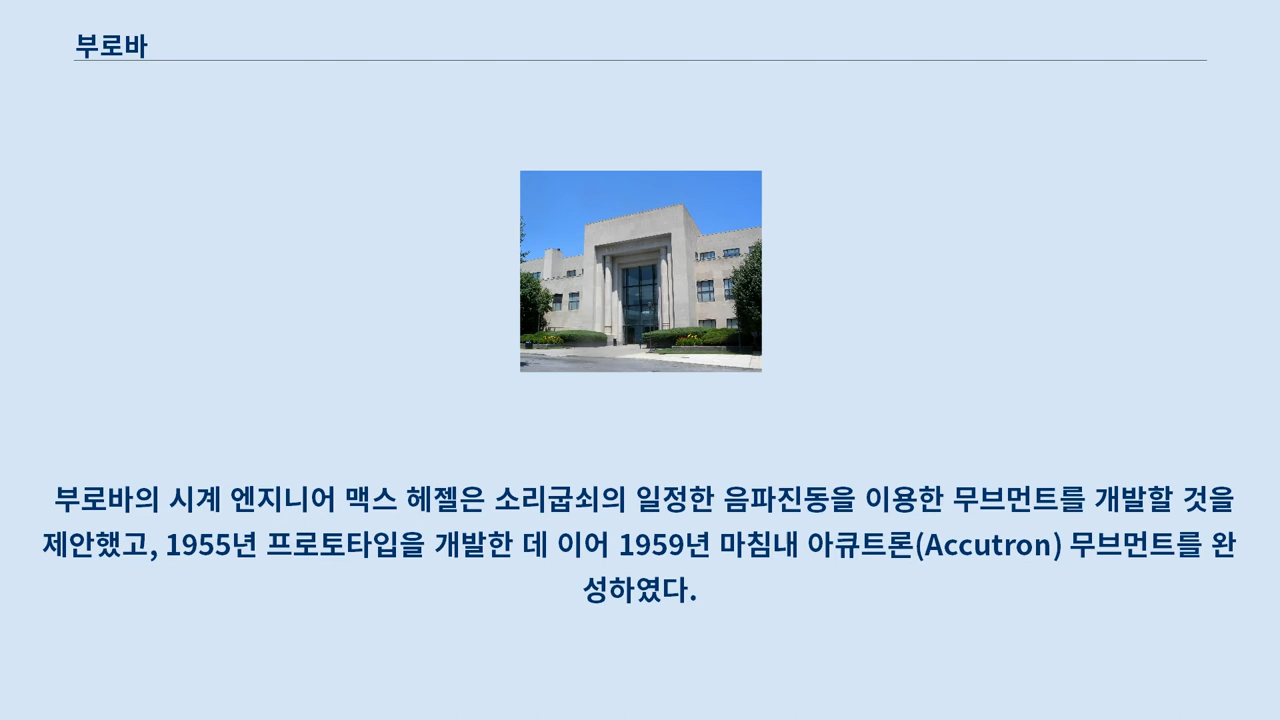 부로바
부로바의 시계 엔지니어 맥스 헤젤은 소리굽쇠의 일정한 음파진동을 이용한 무브먼트를 개발할 것을
제안했고, 1955년 프로토타입을 개발한 데 이어 1959년 마침내 아큐트론(Accutron) 무브먼트를 완
성하였다.